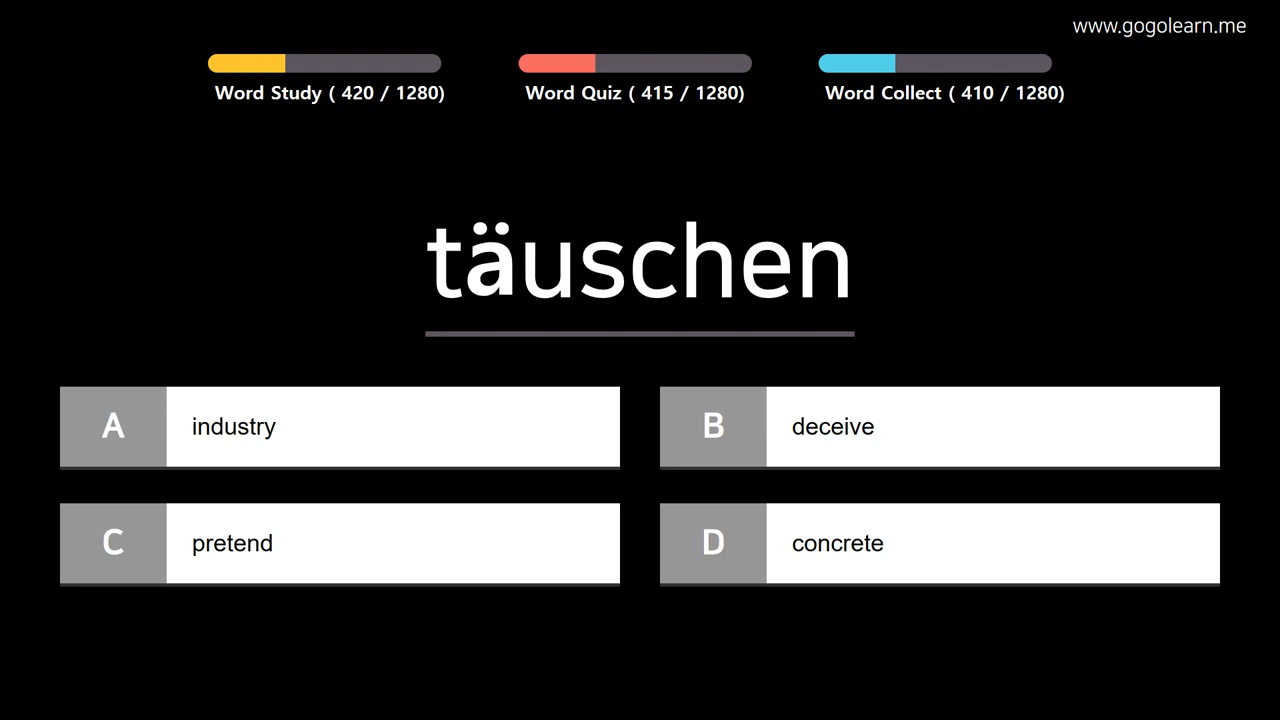 www.gogolearn.me
Word Study ( 420 / 1280)
Word Quiz ( 415 / 1280)
Word Collect ( 410 / 1280)
täuschen
A industry
B deceive
C pretend
D concrete